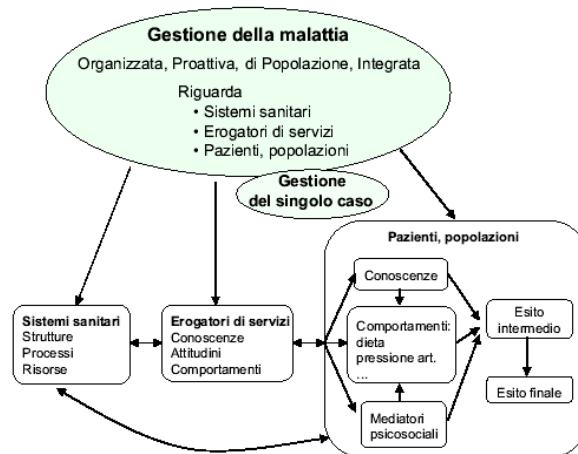 Gestione della malattia
Organizzata, Proattiva, di Popolazione, Integrata
Riguarda
• Sistemi sanitari
• Erogatori di servizi
• Pazienti, popolazioni
Gestione
del singolo caso
Pazienti, popolazioni
Conoscenze
Comportamenti:
dieta
pressione art.
...
Mediatori
psicosociali
Esito
intermedio
Esito finale
Sistemi sanitari
Strutture
Processi
Risorse
Erogatori di servizi
Conoscenze
Attitudini
Comportamenti